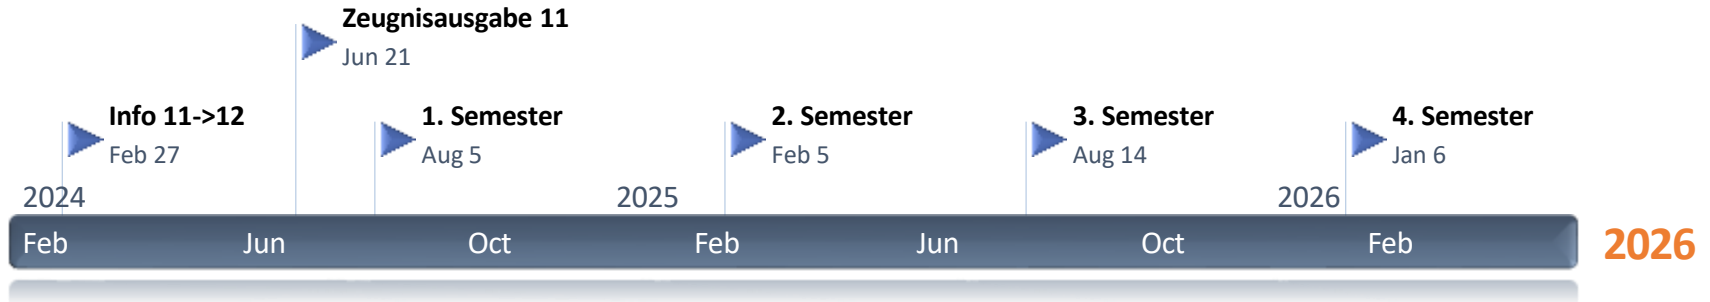 Zeugnisausgabe 11
Jun 21
Info 11->12
Feb 27
1. Semester
Aug 5
2. Semester
Feb 5
3. Semester
Aug 14
4. Semester
Jan 6
2024 2025 2026
Feb Jun Oct Feb Jun Oct Feb
2026